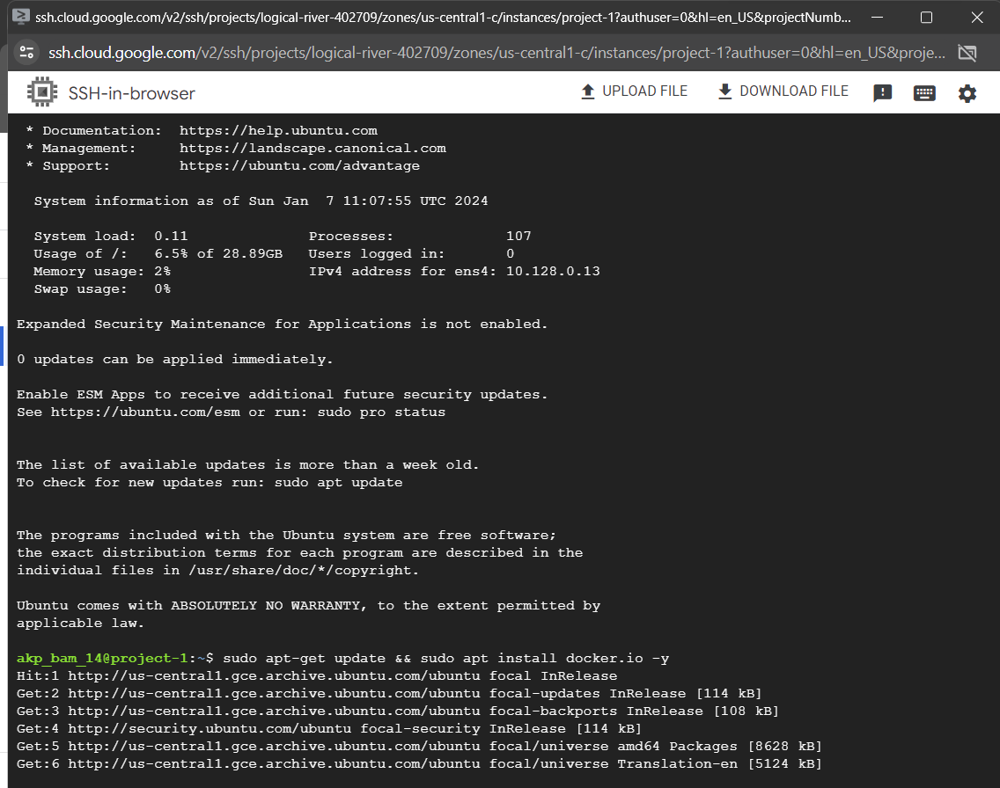 ssh.cloud.google.com/v2/ssh/projects/logical-river-402709/zones/us-central1-c/instances/project-1?authuser=0&hl=en_US&projectNumb...
ssh.cloud.google.com/v2/ssh/projects/logical-river-402709/zones/us-central1-c/instances/project-1?authuser=0&hl=en_US&proje...
SSH-in-browser UPLOAD FILE DOWNLOAD FILE
* Documentation: https://help.ubuntu.com
* Management: https://landscape.canonical.com
* Support: https://ubuntu.com/advantage
System information as of Sun Jan 7 11:07:55 UTC 2024
System load: 0.11 Processes: 107
Usage of /: 6.5% of 28.89GB Users logged in: 0
Memory usage: 2% IPv4 address for ens4: 10.128.0.13
Swap usage: 0%
Expanded Security Maintenance for Applications is not enabled.
0 updates can be applied immediately.
Enable ESM Apps to receive additional future security updates.
See https://ubuntu.com/esm or run: sudo pro status
The list of available updates is more than a week old.
To check for new updates run: sudo apt update
The programs included with the Ubuntu system are free software;
the exact distribution terms for each program are described in the
individual files in /usr/share/doc/*/copyright.
Ubuntu comes with ABSOLUTELY NO WARRANTY, to the extent permitted by
applicable law.
akp_bam_14@project-1:~$ sudo apt-get update && sudo apt install docker.io -y
Hit:1 http://us-central1.gce.archive.ubuntu.com/ubuntu focal InRelease
Get:2 http://us-central1.gce.archive.ubuntu.com/ubuntu focal-updates InRelease [114 kB]
Get:3 http://us-central1.gce.archive.ubuntu.com/ubuntu focal-backports InRelease [108 kB]
Get:4 http://security.ubuntu.com/ubuntu focal-security InRelease [114 kB]
Get:5 http://us-central1.gce.archive.ubuntu.com/ubuntu focal/universe amd64 Packages [8628 kB]
Get:6 http://us-central1.gce.archive.ubuntu.com/ubuntu focal/universe Translation-en [5124 kB]